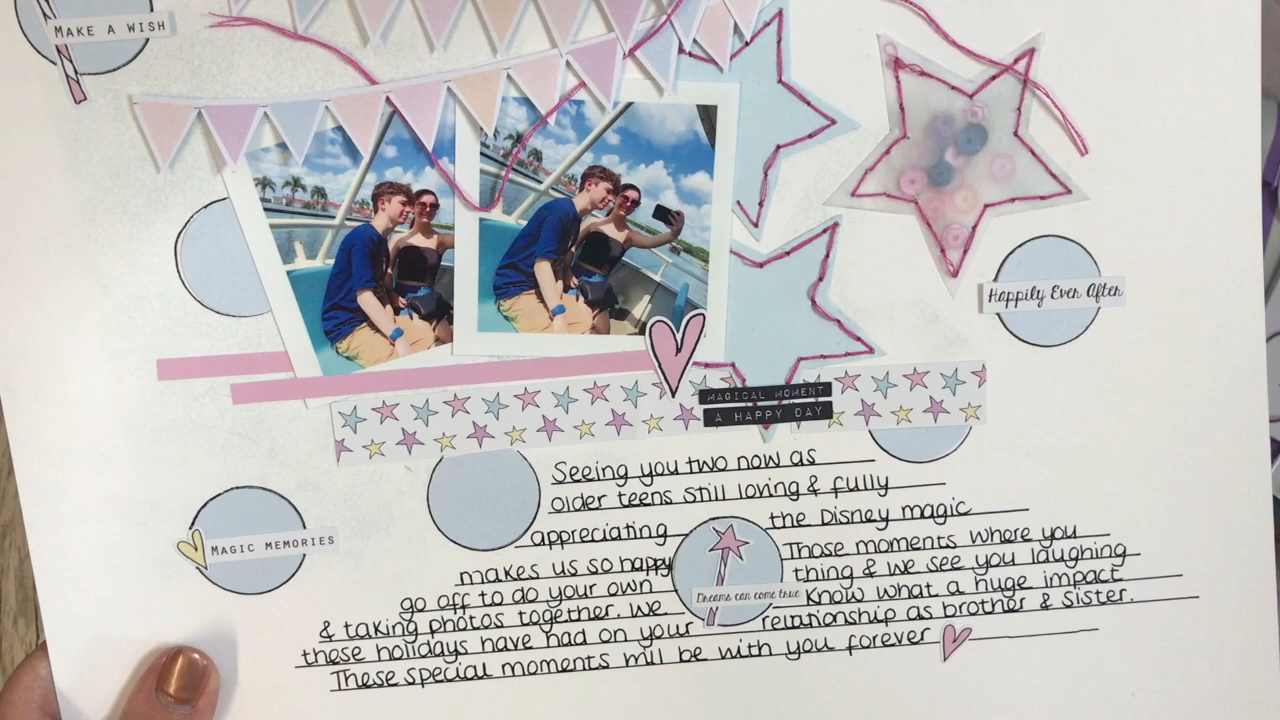 MAKE A WISH
Happily Ever After
MAGICAL MOMENT
A HAPPY DAY
Seeing you two now as
older teens still loving & fully
appreciating the Disney magic
makes us so happy Those moments where you
go off to do your own thing & we see you laughing
& taking photos together. We Know what a huge impact
these holidays have had on your relationship as brother & sister.
These special moments will be with you forever
MAGIC MEMORIES
Dreams can come true